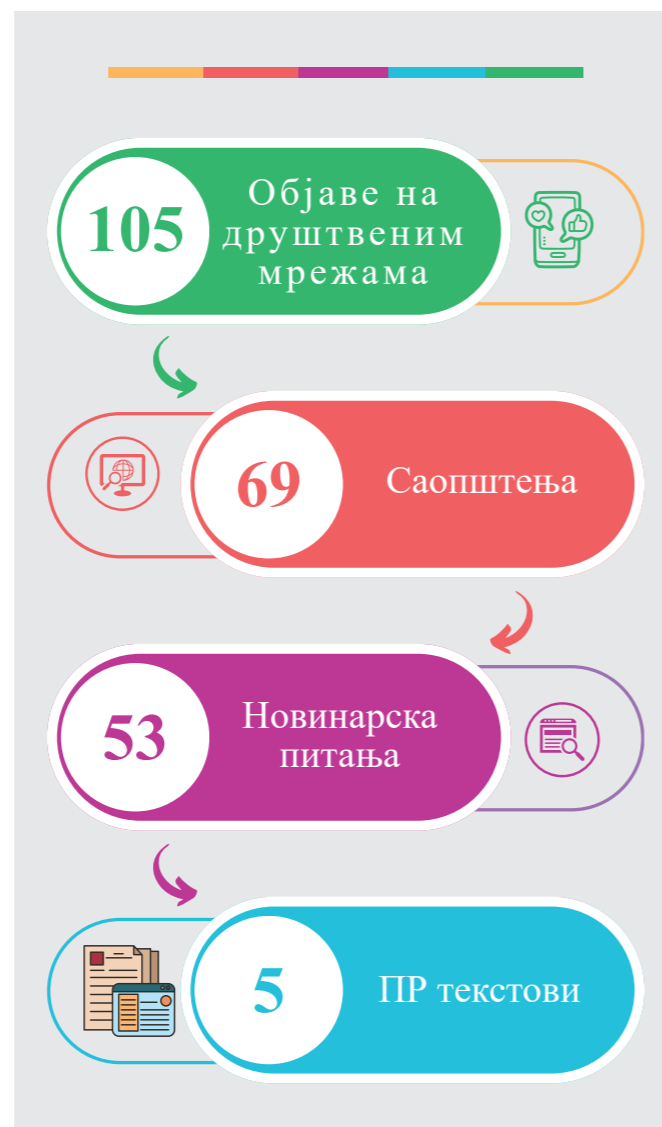 105
Објаве на
друштвеним
мрежама
69
Саопштења
53
Новинарска
питања
5
ПР текстови